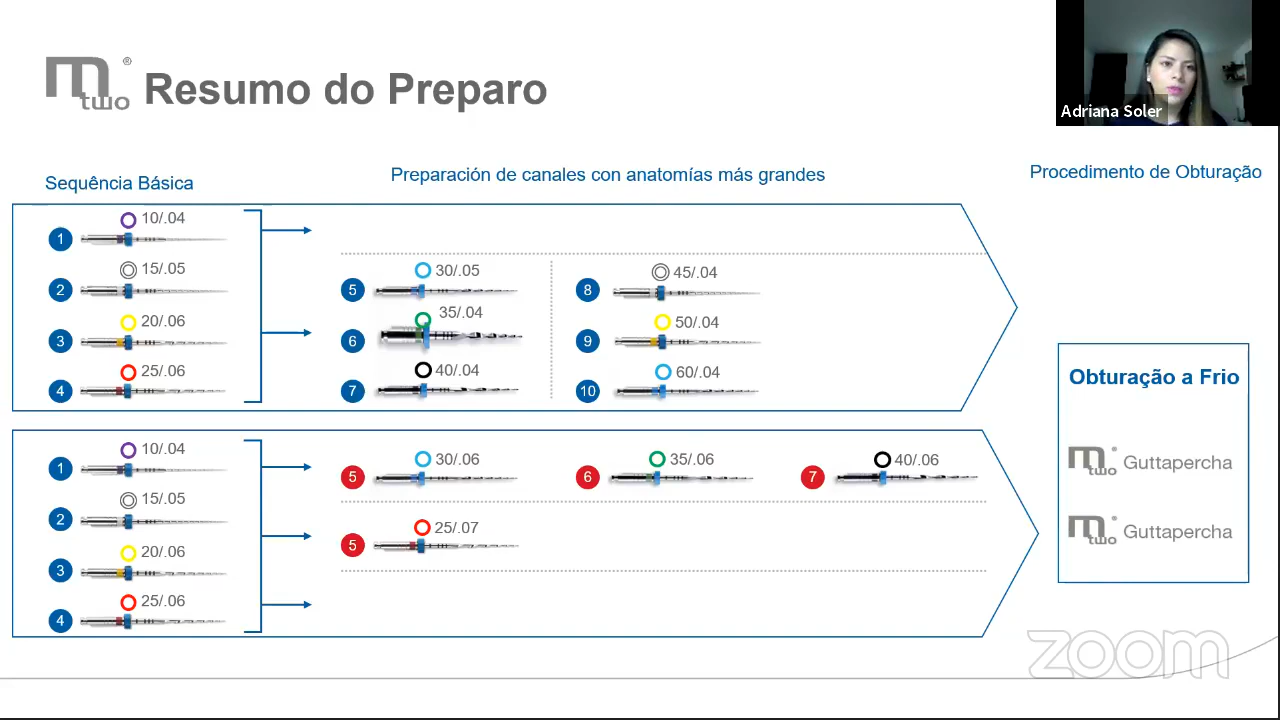 mtwo® Resumo do Preparo
Adriana Soler
Sequência Básica
Preparación de canales con anatomías más grandes
Procedimento de Obturação
1 10/.04
2 15/.05
3 20/.06
4 25/.06
5 30/.05
6 35/.04
7 40/.04
8 45/.04
9 50/.04
10 60/.04
1 10/.04
2 15/.05
3 20/.06
4 25/.06
5 30/.06
6 35/.06
7 40/.06
5 25/.07
Obturação a Frio
mtwo® Guttapercha
mtwo® Guttapercha
zoom